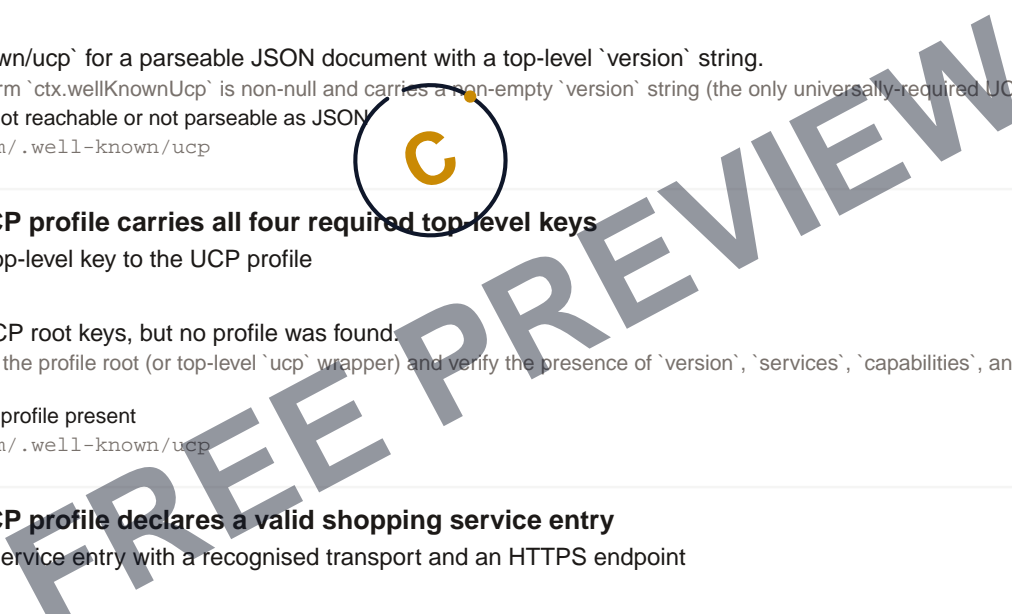 wn/ucp` for a parseable JSON document with a top-level `version` string.
rm `ctx.wellKnownUcp` is non-null and carries a non-empty `version` string (the only universally-required UC
ot reachable or not parseable as JSON
m/.well-known/ucp
C
CP profile carries all four required top-level keys
op-level key to the UCP profile
CP root keys, but no profile was found.
the profile root (or top-level `ucp` wrapper) and verify the presence of `version`, `services`, `capabilities`, an
profile present
m/.well-known/ucp
CP profile declares a valid shopping service entry
ervice entry with a recognised transport and an HTTPS endpoint
FREE PREVIEW